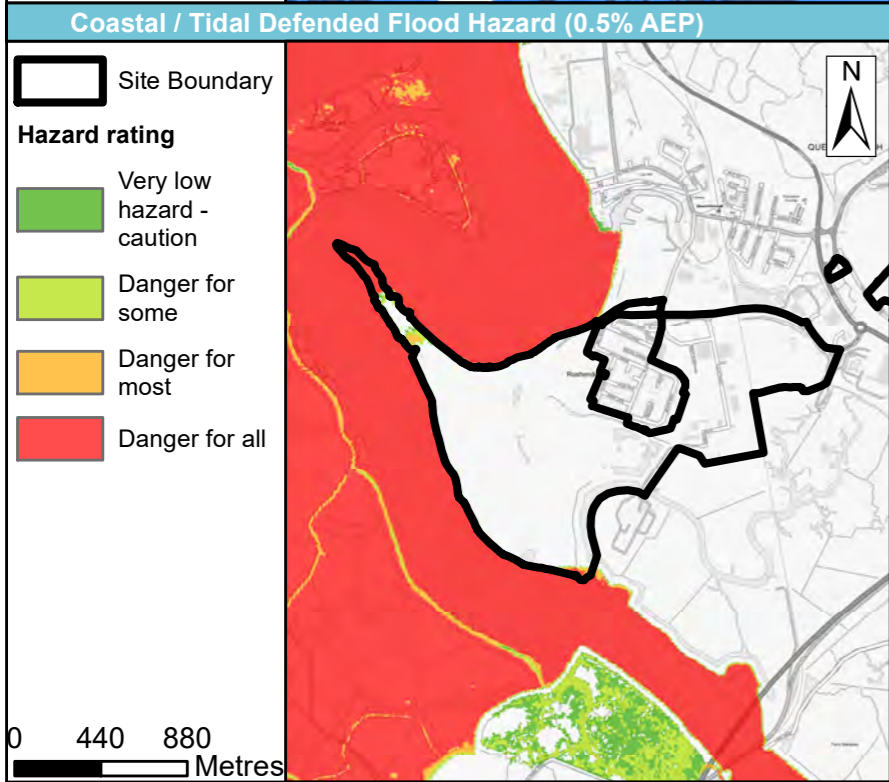 Coastal / Tidal Defended Flood Hazard (0.5% AEP)
Site Boundary
Hazard rating
Very low
hazard -
caution
Danger for
some
Danger for
most
Danger for all
0 440 880
Metres
N